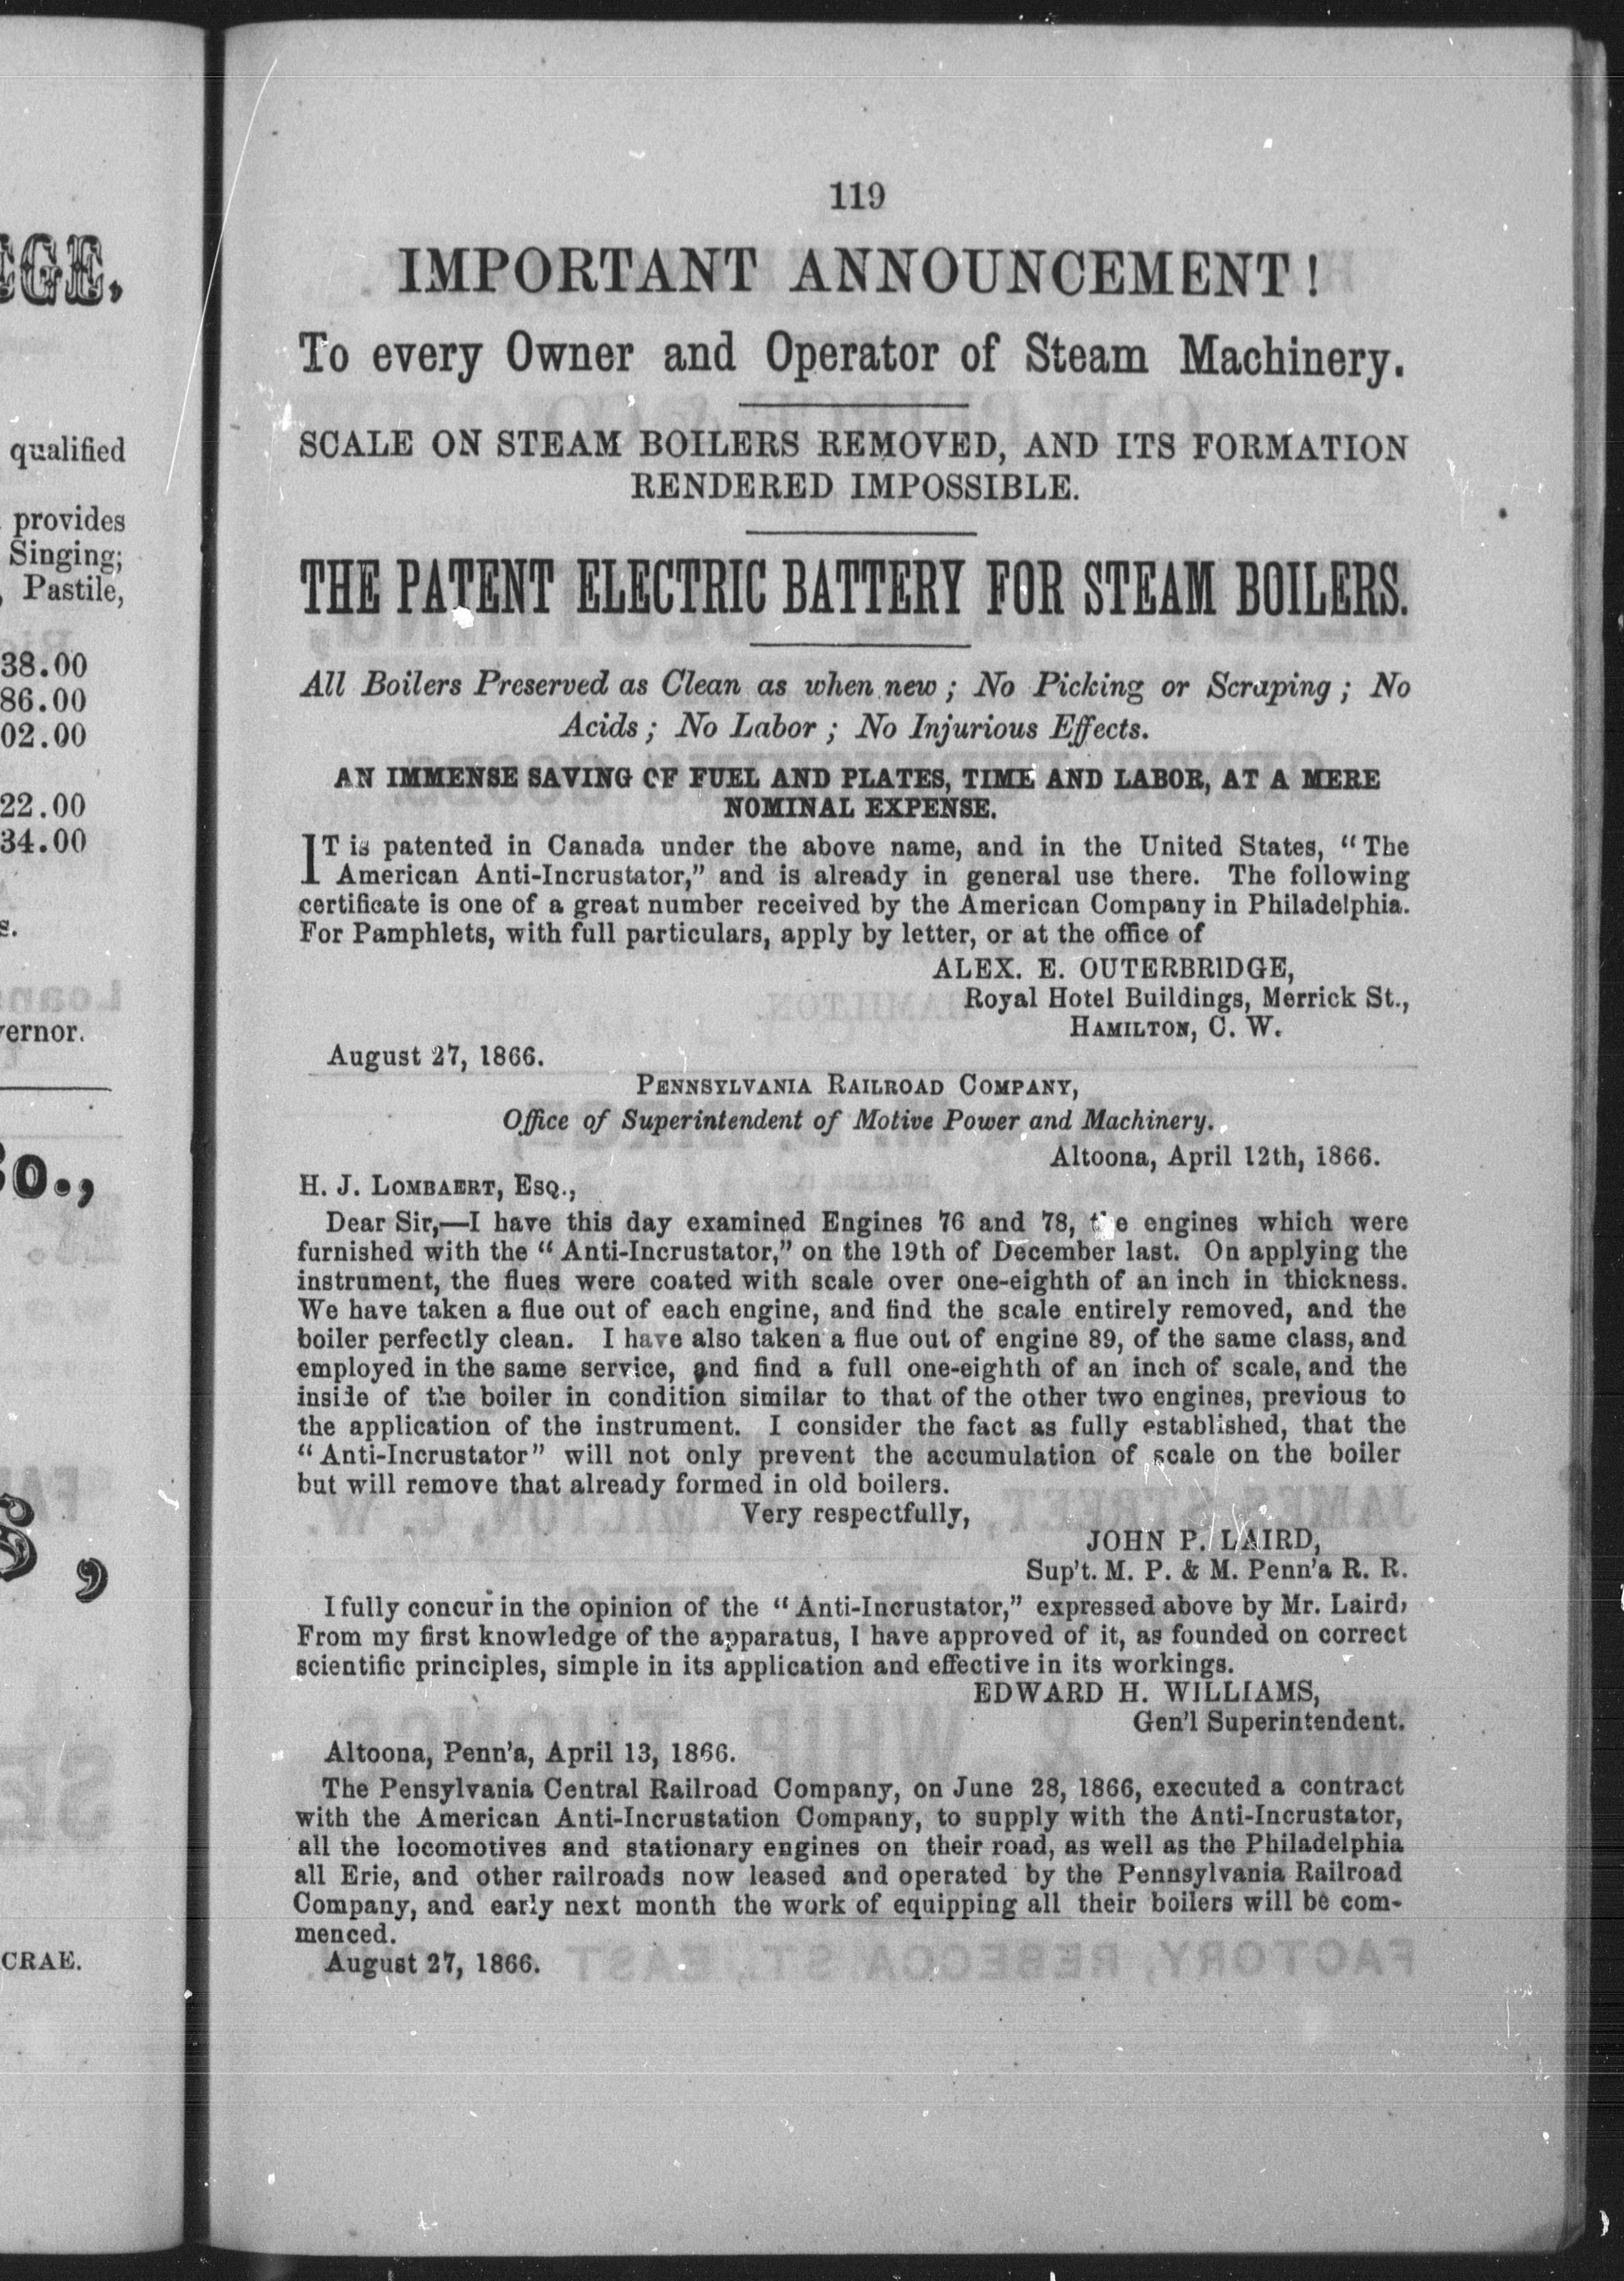 EGE.
qualified
provides
Singing;
Pastile,
38.00
86.00
02.00
22.00
34.00
s.
vernor.
Co.,
S,
CRAE.
119
IMPORTANT ANNOUNCEMENT!
To every Owner and Operator of Steam Machinery.
SCALE ON STEAM BOILERS REMOVED, AND ITS FORMATION
RENDERED IMPOSSIBLE.
THE PATENT ELECTRIC BATTERY FOR STEAM BOILERS.
All Boilers Preserved as Clean as when new; No Picking or Scraping; No
Acids; No Labor; No Injurious Effects.
AN IMMENSE SAVING OF FUEL AND PLATES, TIME AND LABOR, AT A MERE
NOMINAL EXPENSE.
IT is patented in Canada under the above name, and in the United States, "The
American Anti-Incrustator," and is already in general use there. The following
certificate is one of a great number received by the American Company in Philadelphia.
For Pamphlets, with full particulars, apply by letter, or at the office of
ALEX. E. OUTERBRIDGE,
Royal Hotel Buildings, Merrick St.,
HAMILTON, C. W.
August 27, 1866.
PENNSYLVANIA RAILROAD COMPANY,
Office of Superintendent of Motive Power and Machinery.
Altoona, April 12th, 1866.
H. J. LOMBAERT, ESQ.,
Dear Sir,—I have this day examined Engines 76 and 78, the engines which were
furnished with the "Anti-Incrustator," on the 19th of December last. On applying the
instrument, the flues were coated with scale over one-eighth of an inch in thickness.
We have taken a flue out of each engine, and find the scale entirely removed, and the
boiler perfectly clean. I have also taken a flue out of engine 89, of the same class, and
employed in the same service, and find a full one-eighth of an inch of scale, and the
inside of the boiler in condition similar to that of the other two engines, previous to
the application of the instrument. I consider the fact as fully established, that the
"Anti-Incrustator" will not only prevent the accumulation of scale on the boiler
but will remove that already formed in old boilers.
Very respectfully,
JOHN P. LAIRD,
Sup't. M. P. & M. Penn'a R. R.
I fully concur in the opinion of the "Anti-Incrustator," expressed above by Mr. Laird,
From my first knowledge of the apparatus, I have approved of it, as founded on correct
scientific principles, simple in its application and effective in its workings.
EDWARD H. WILLIAMS,
Gen'l Superintendent.
Altoona, Penn'a, April 13, 1866.
The Pensylvania Central Railroad Company, on June 28, 1866, executed a contract
with the American Anti-Incrustation Company, to supply with the Anti-Incrustator,
all the locomotives and stationary engines on their road, as well as the Philadelphia
all Erie, and other railroads now leased and operated by the Pennsylvania Railroad
Company, and early next month the work of equipping all their boilers will be com-
menced.
August 27, 1866.